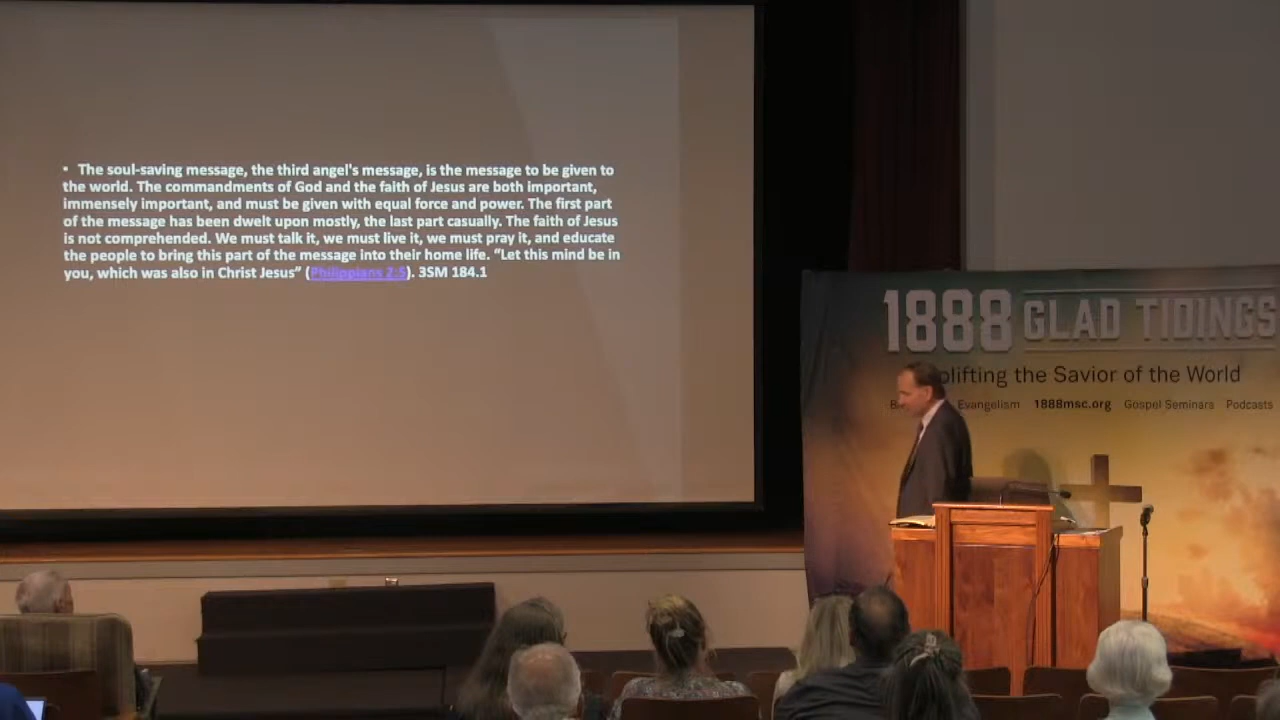 • The soul-saving message, the third angel's message, is the message to be given to
the world. The commandments of God and the faith of Jesus are both important,
immensely important, and must be given with equal force and power. The first part
of the message has been dwelt upon mostly, the last part casually. The faith of Jesus
is not comprehended. We must talk it, we must live it, we must pray it, and educate
the people to bring this part of the message into their home life. “Let this mind be in
you, which was also in Christ Jesus” (Philippians 2:5). 3SM 184.1
1888 GLAD TIDINGS
plifting the Savior of the World
Evangelism 1888msc.org Gospel Seminars Podcasts